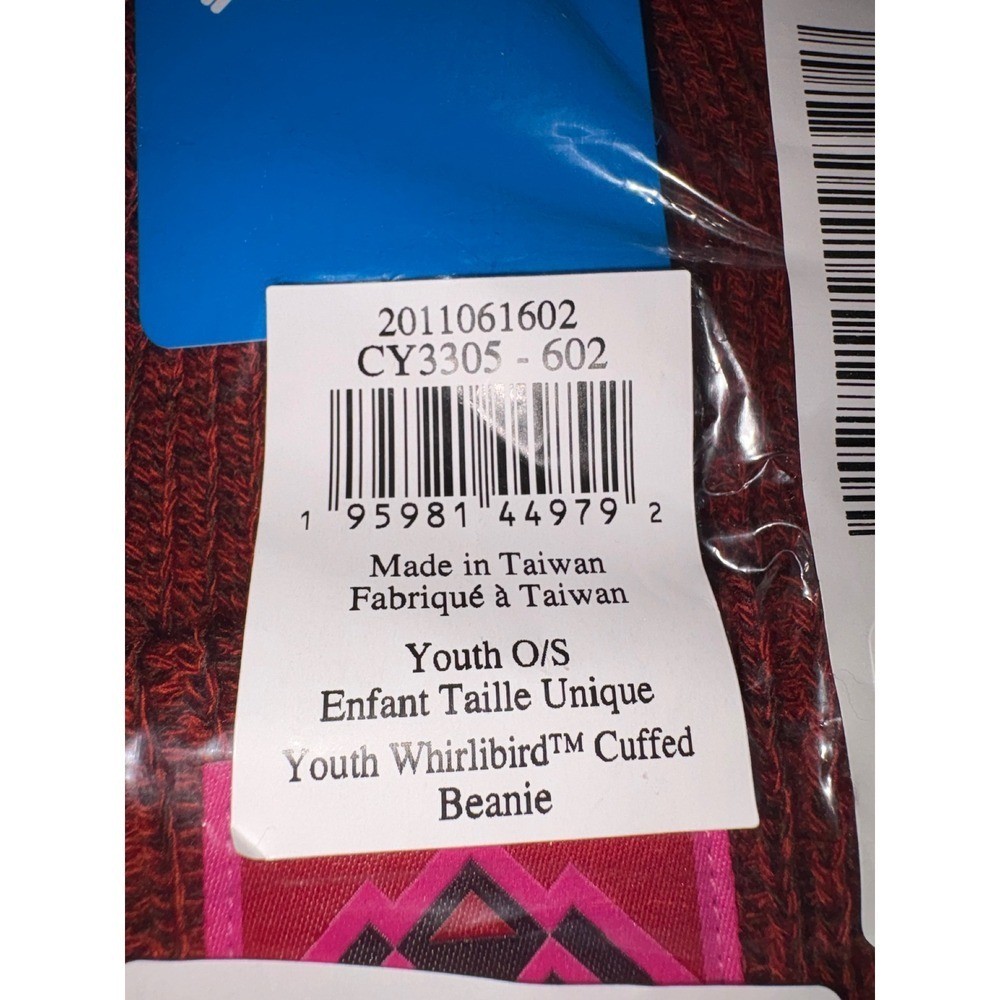 2011061602
CY3305 - 602
1 95981 44979 2
Made in Taiwan
Fabriqué à Taiwan
Youth O/S
Enfant Taille Unique
Youth Whirlibird™ Cuffed
Beanie